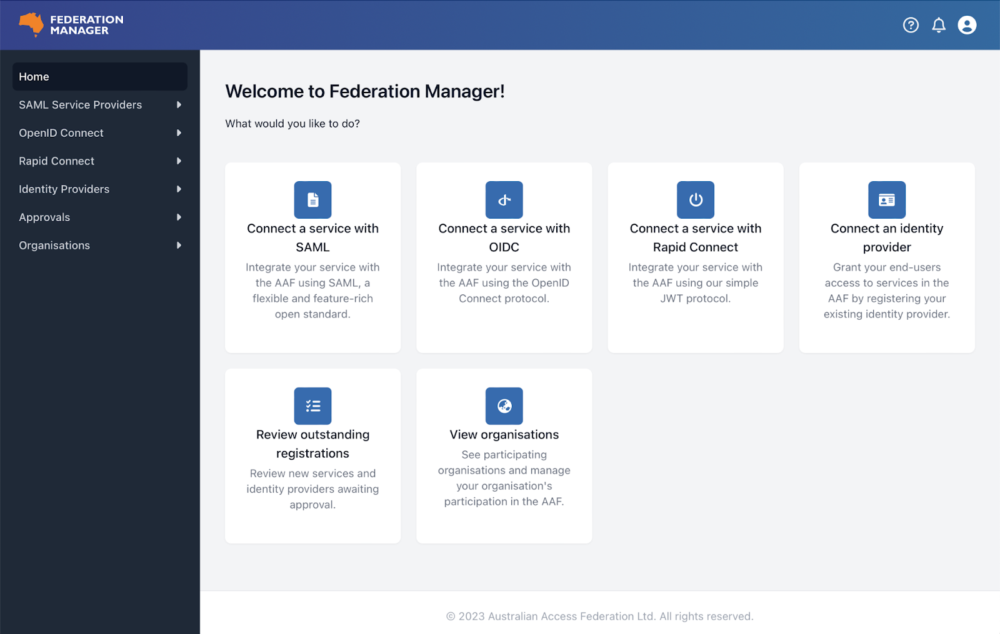 FEDERATION
MANAGER
Home
SAML Service Providers
OpenID Connect
Rapid Connect
Identity Providers
Approvals
Organisations
Welcome to Federation Manager!
What would you like to do?
Connect a service with
SAML
Integrate your service with
the AAF using SAML, a
flexible and feature-rich
open standard.
Connect a service with
OIDC
Integrate your service with
the AAF using the OpenID
Connect protocol.
Connect a service with
Rapid Connect
Integrate your service with
the AAF using our simple
JWT protocol.
Connect an identity
provider
Grant your end-users
access to services in the
AAF by registering your
existing identity provider.
Review outstanding
registrations
Review new services and
identity providers awaiting
approval.
View organisations
See participating
organisations and manage
your organisation's
participation in the AAF.
© 2023 Australian Access Federation Ltd. All rights reserved.